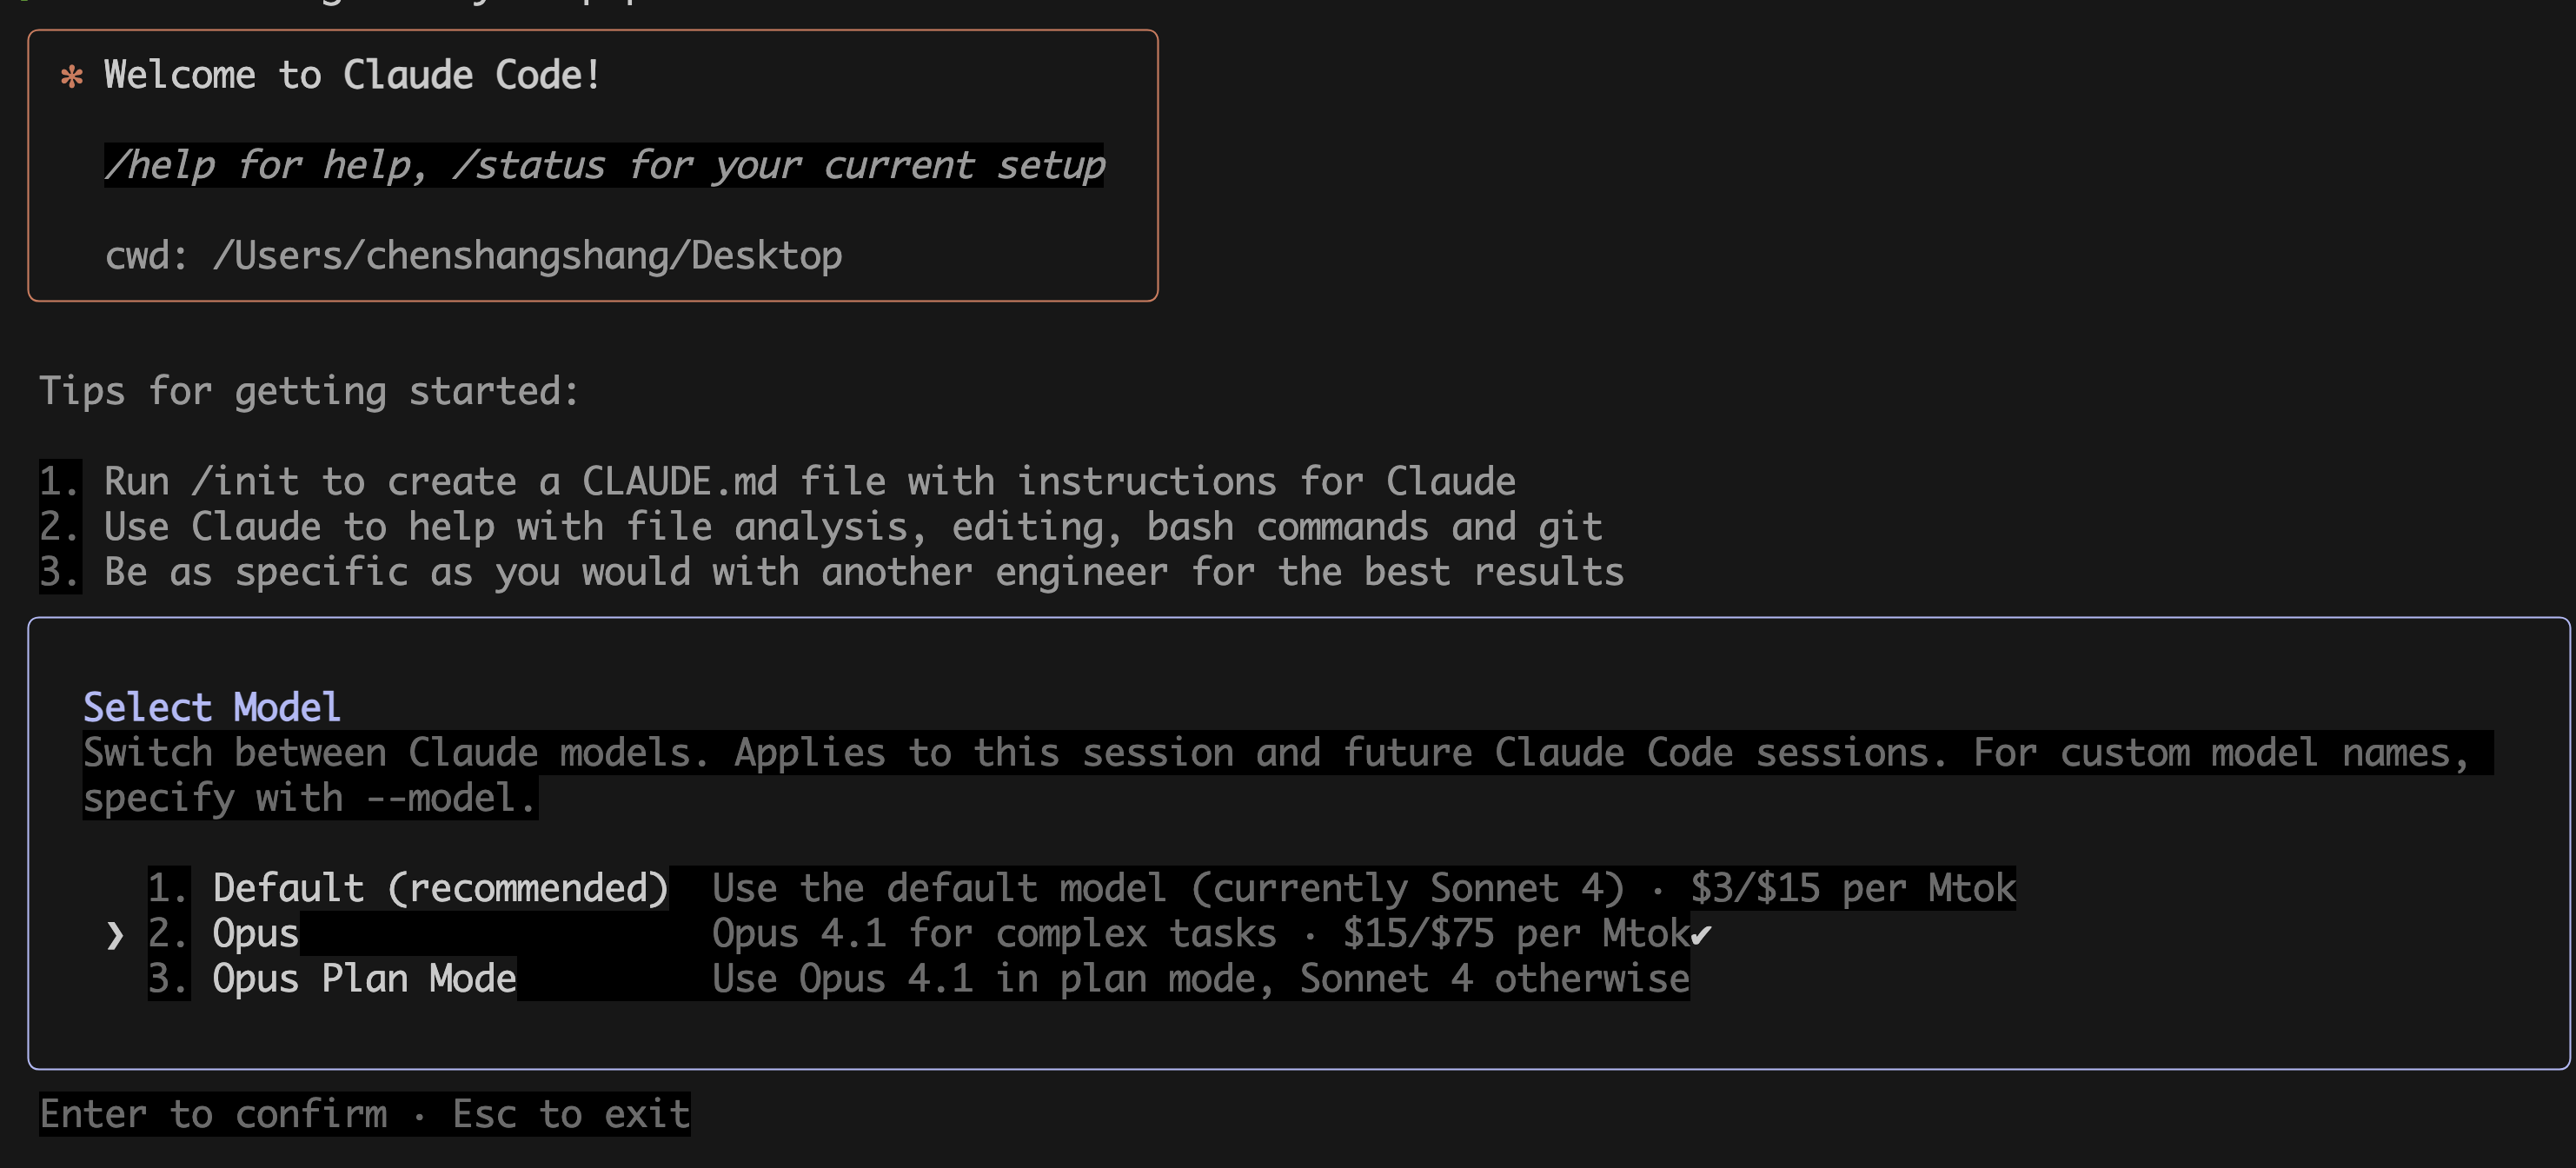 ✻ Welcome to Claude Code!
/help for help, /status for your current setup
cwd: /Users/chenshangshang/Desktop
Tips for getting started:
1. Run /init to create a CLAUDE.md file with instructions for Claude
2. Use Claude to help with file analysis, editing, bash commands and git
3. Be as specific as you would with another engineer for the best results
Select Model
Switch between Claude models. Applies to this session and future Claude Code sessions. For custom model names,
specify with --model.
1. Default (recommended) Use the default model (currently Sonnet 4) · $3/$15 per Mtok
❯ 2. Opus Opus 4.1 for complex tasks · $15/$75 per Mtok✔
3. Opus Plan Mode Use Opus 4.1 in plan mode, Sonnet 4 otherwise
Enter to confirm · Esc to exit